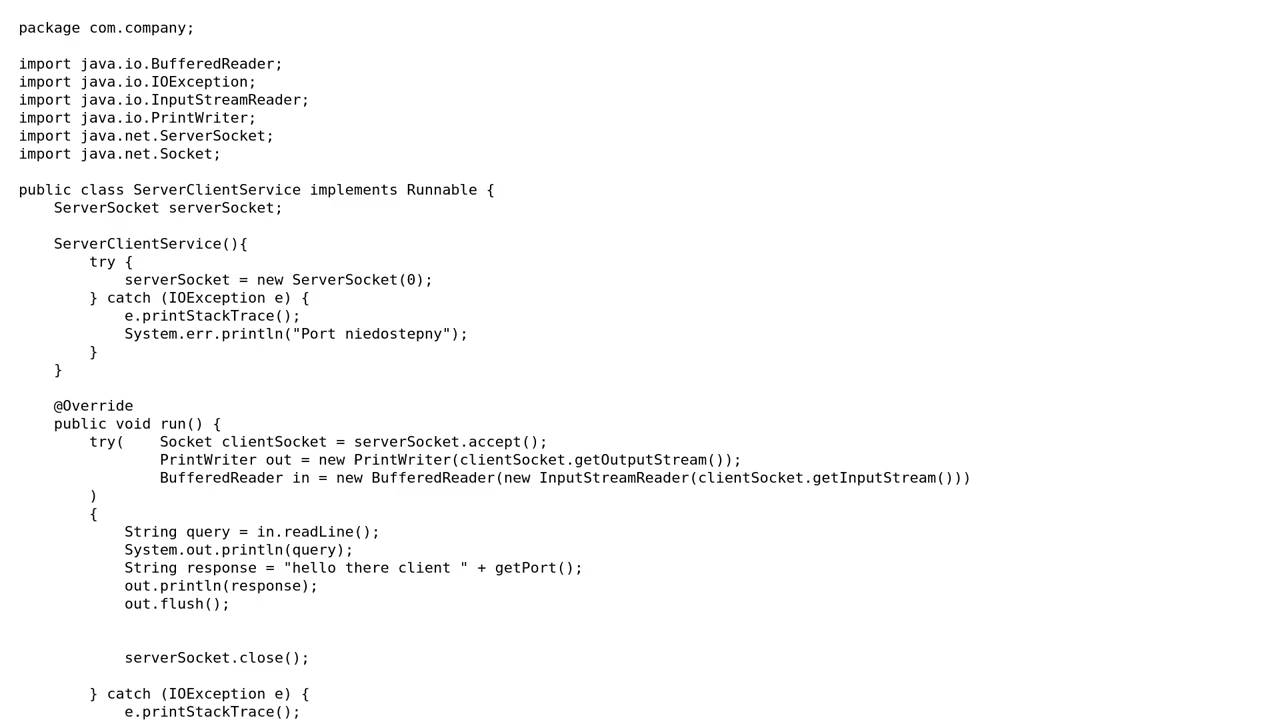 package com.company;

import java.io.BufferedReader;
import java.io.IOException;
import java.io.InputStreamReader;
import java.io.PrintWriter;
import java.net.ServerSocket;
import java.net.Socket;

public class ServerClientService implements Runnable {
    ServerSocket serverSocket;

    ServerClientService(){
        try {
            serverSocket = new ServerSocket(0);
        } catch (IOException e) {
            e.printStackTrace();
            System.err.println("Port niedostepny");
        }
    }

    @Override
    public void run() {
        try(    Socket clientSocket = serverSocket.accept();
                PrintWriter out = new PrintWriter(clientSocket.getOutputStream());
                BufferedReader in = new BufferedReader(new InputStreamReader(clientSocket.getInputStream()))
        )
        {
            String query = in.readLine();
            System.out.println(query);
            String response = "hello there client " + getPort();
            out.println(response);
            out.flush();


            serverSocket.close();

        } catch (IOException e) {
            e.printStackTrace();